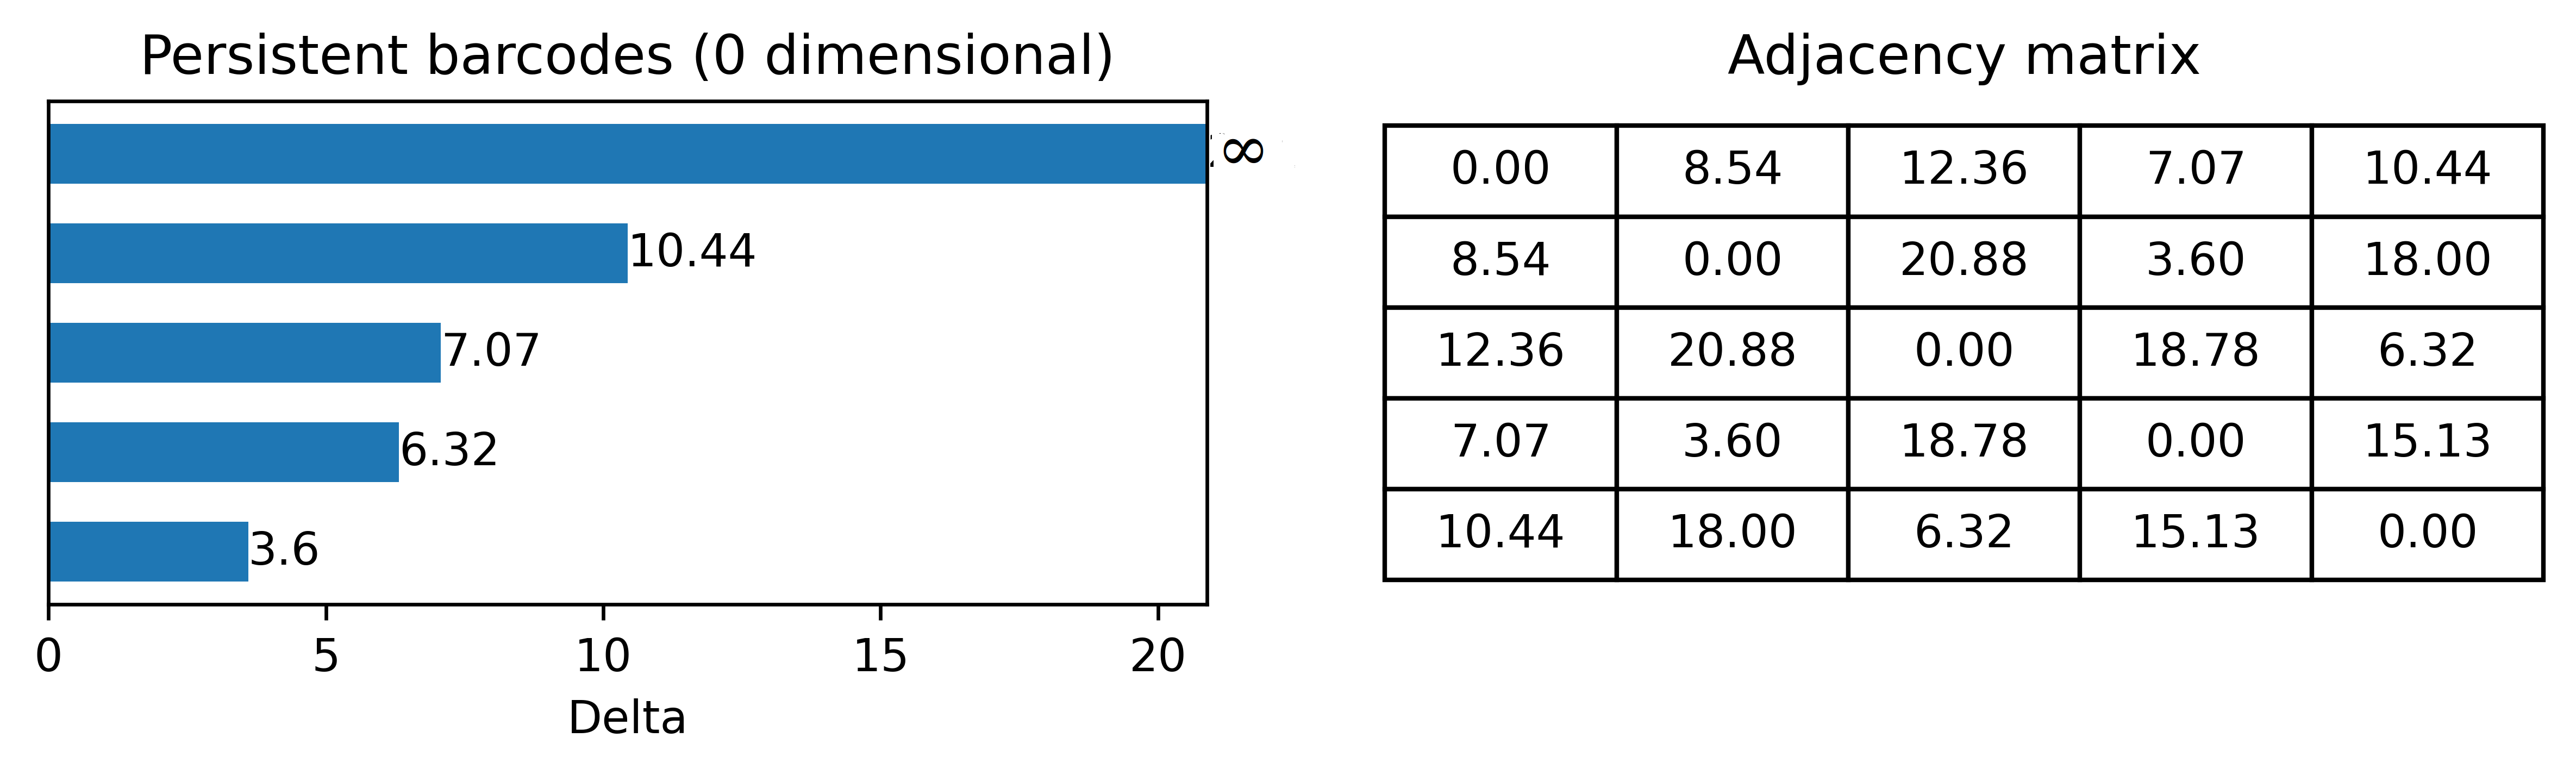 Persistent barcodes (0 dimensional)
∞
10.44
7.07
6.32
3.6
0 5 10 15 20
Delta
Adjacency matrix
0.00 8.54 12.36 7.07 10.44
8.54 0.00 20.88 3.60 18.00
12.36 20.88 0.00 18.78 6.32
7.07 3.60 18.78 0.00 15.13
10.44 18.00 6.32 15.13 0.00